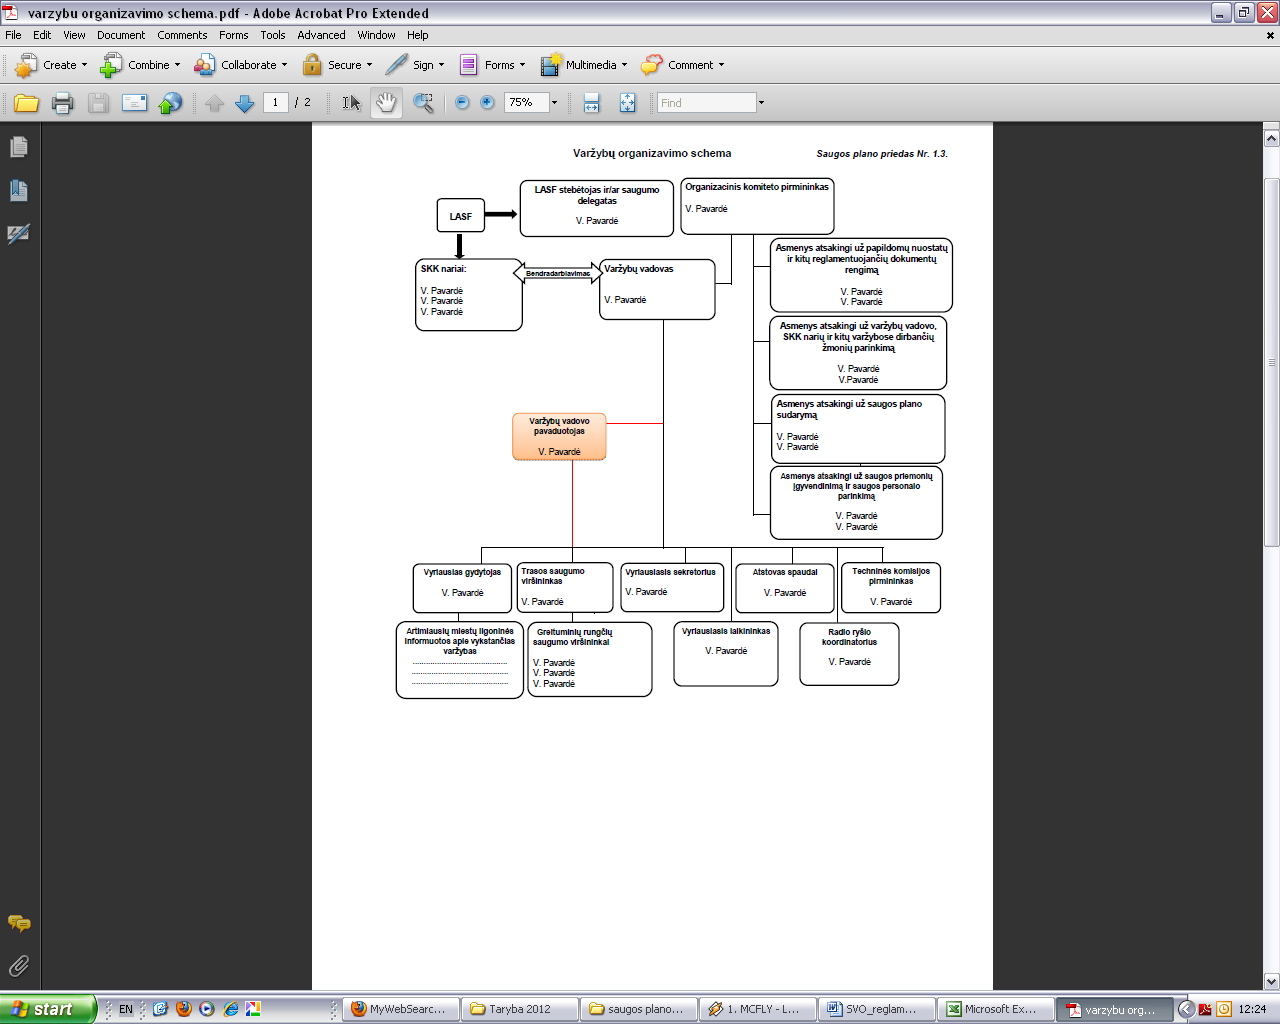 varzybu organizavimo schema.pdf - Adobe Acrobat Pro Extended
File Edit View Document Comments Forms Tools Advanced Window Help
Create Combine Collaborate Secure Sign Forms Multimedia Comment
1 / 2 75% Find
Varžybų organizavimo schema
Saugos plano priedas Nr. 1.3.
LASF
LASF stebėtojas ir/ar saugumo
delegatas
V. Pavardė
Organizacinis komiteto pirmininkas
V. Pavardė
SKK nariai:
V. Pavardė
V. Pavardė
V. Pavardė
Bendradarbiavimas
Varžybų vadovas
V. Pavardė
Asmenys atsakingi už papildomų nuostatų
ir kitų reglamentuojančių dokumentų
rengimą
V. Pavardė
V. Pavardė
Asmenys atsakingi už varžybų vadovo,
SKK narių ir kitų varžybose dirbančių
žmonių parinkimą
V. Pavardė
V.Pavardė
Asmenys atsakingi už saugos plano
sudarymą
V. Pavardė
V. Pavardė
Asmenys atsakingi už saugos priemonių
įgyvendinimą ir saugos personalo
parinkimą
V. Pavardė
V. Pavardė
Varžybų vadovo
pavaduotojas
V. Pavardė
Vyriausias gydytojas
V. Pavardė
Trasos saugumo
viršininkas
V. Pavardė
Vyriausiasis sekretorius
V. Pavardė
Atstovas spaudai
V. Pavardė
Techninės komisijos
pirmininkas
V. Pavardė
Artimiausių miestų ligoninės
informuotos apie vykstančias
varžybas
Greituminių rungčių
saugumo viršininkai
V. Pavardė
V. Pavardė
V. Pavardė
Vyriausiasis laikininkas
V. Pavardė
Radio ryšio
koordinatorius
V. Pavardė
start EN MyWebSearc... Taryba 2012 saugos plano... 1. MCFLY - L... SVO_reglam... Microsoft Ex... varzybu org... 12:24